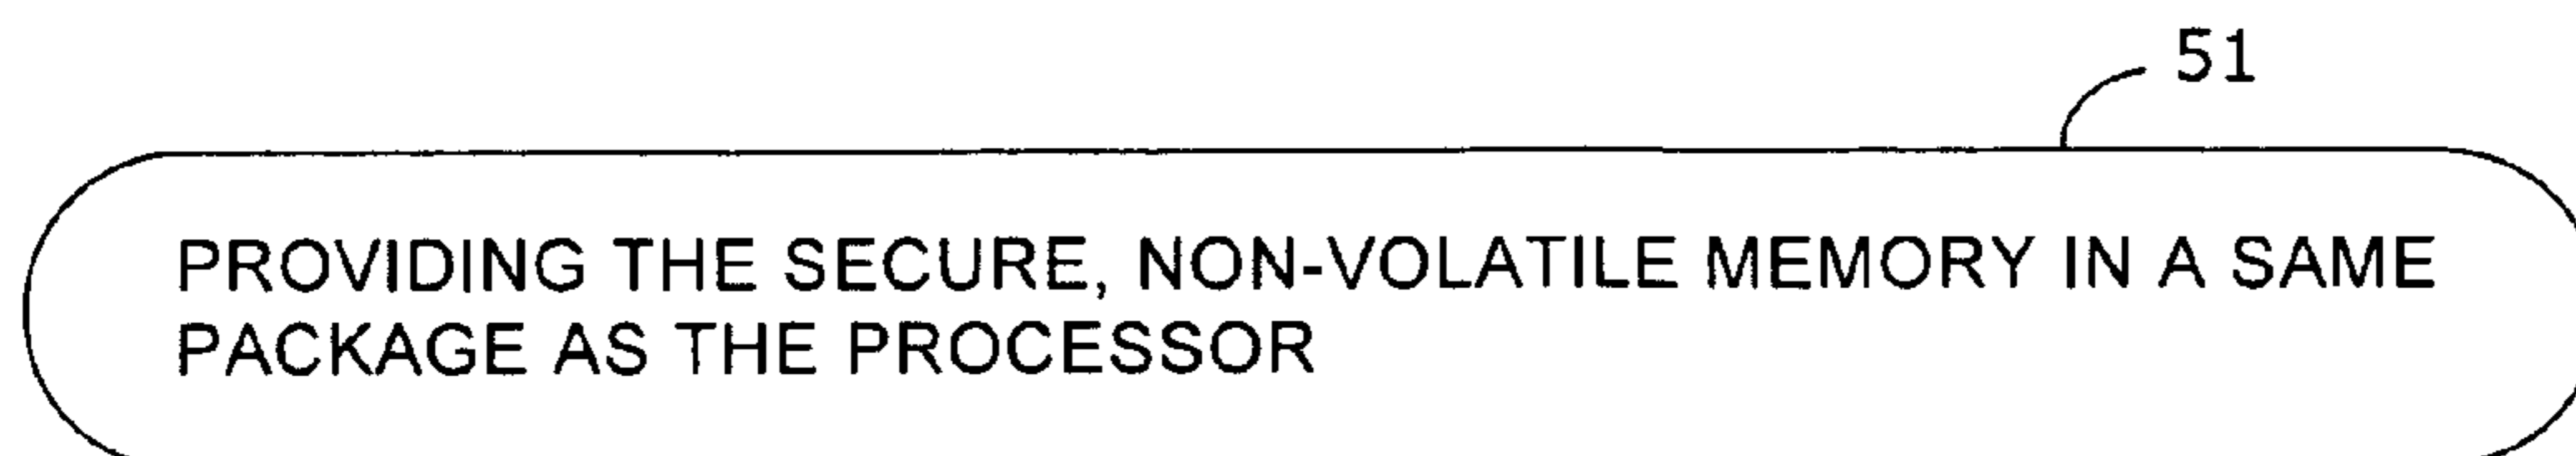 51
PROVIDING THE SECURE, NON-VOLATILE MEMORY IN A SAME
PACKAGE AS THE PROCESSOR